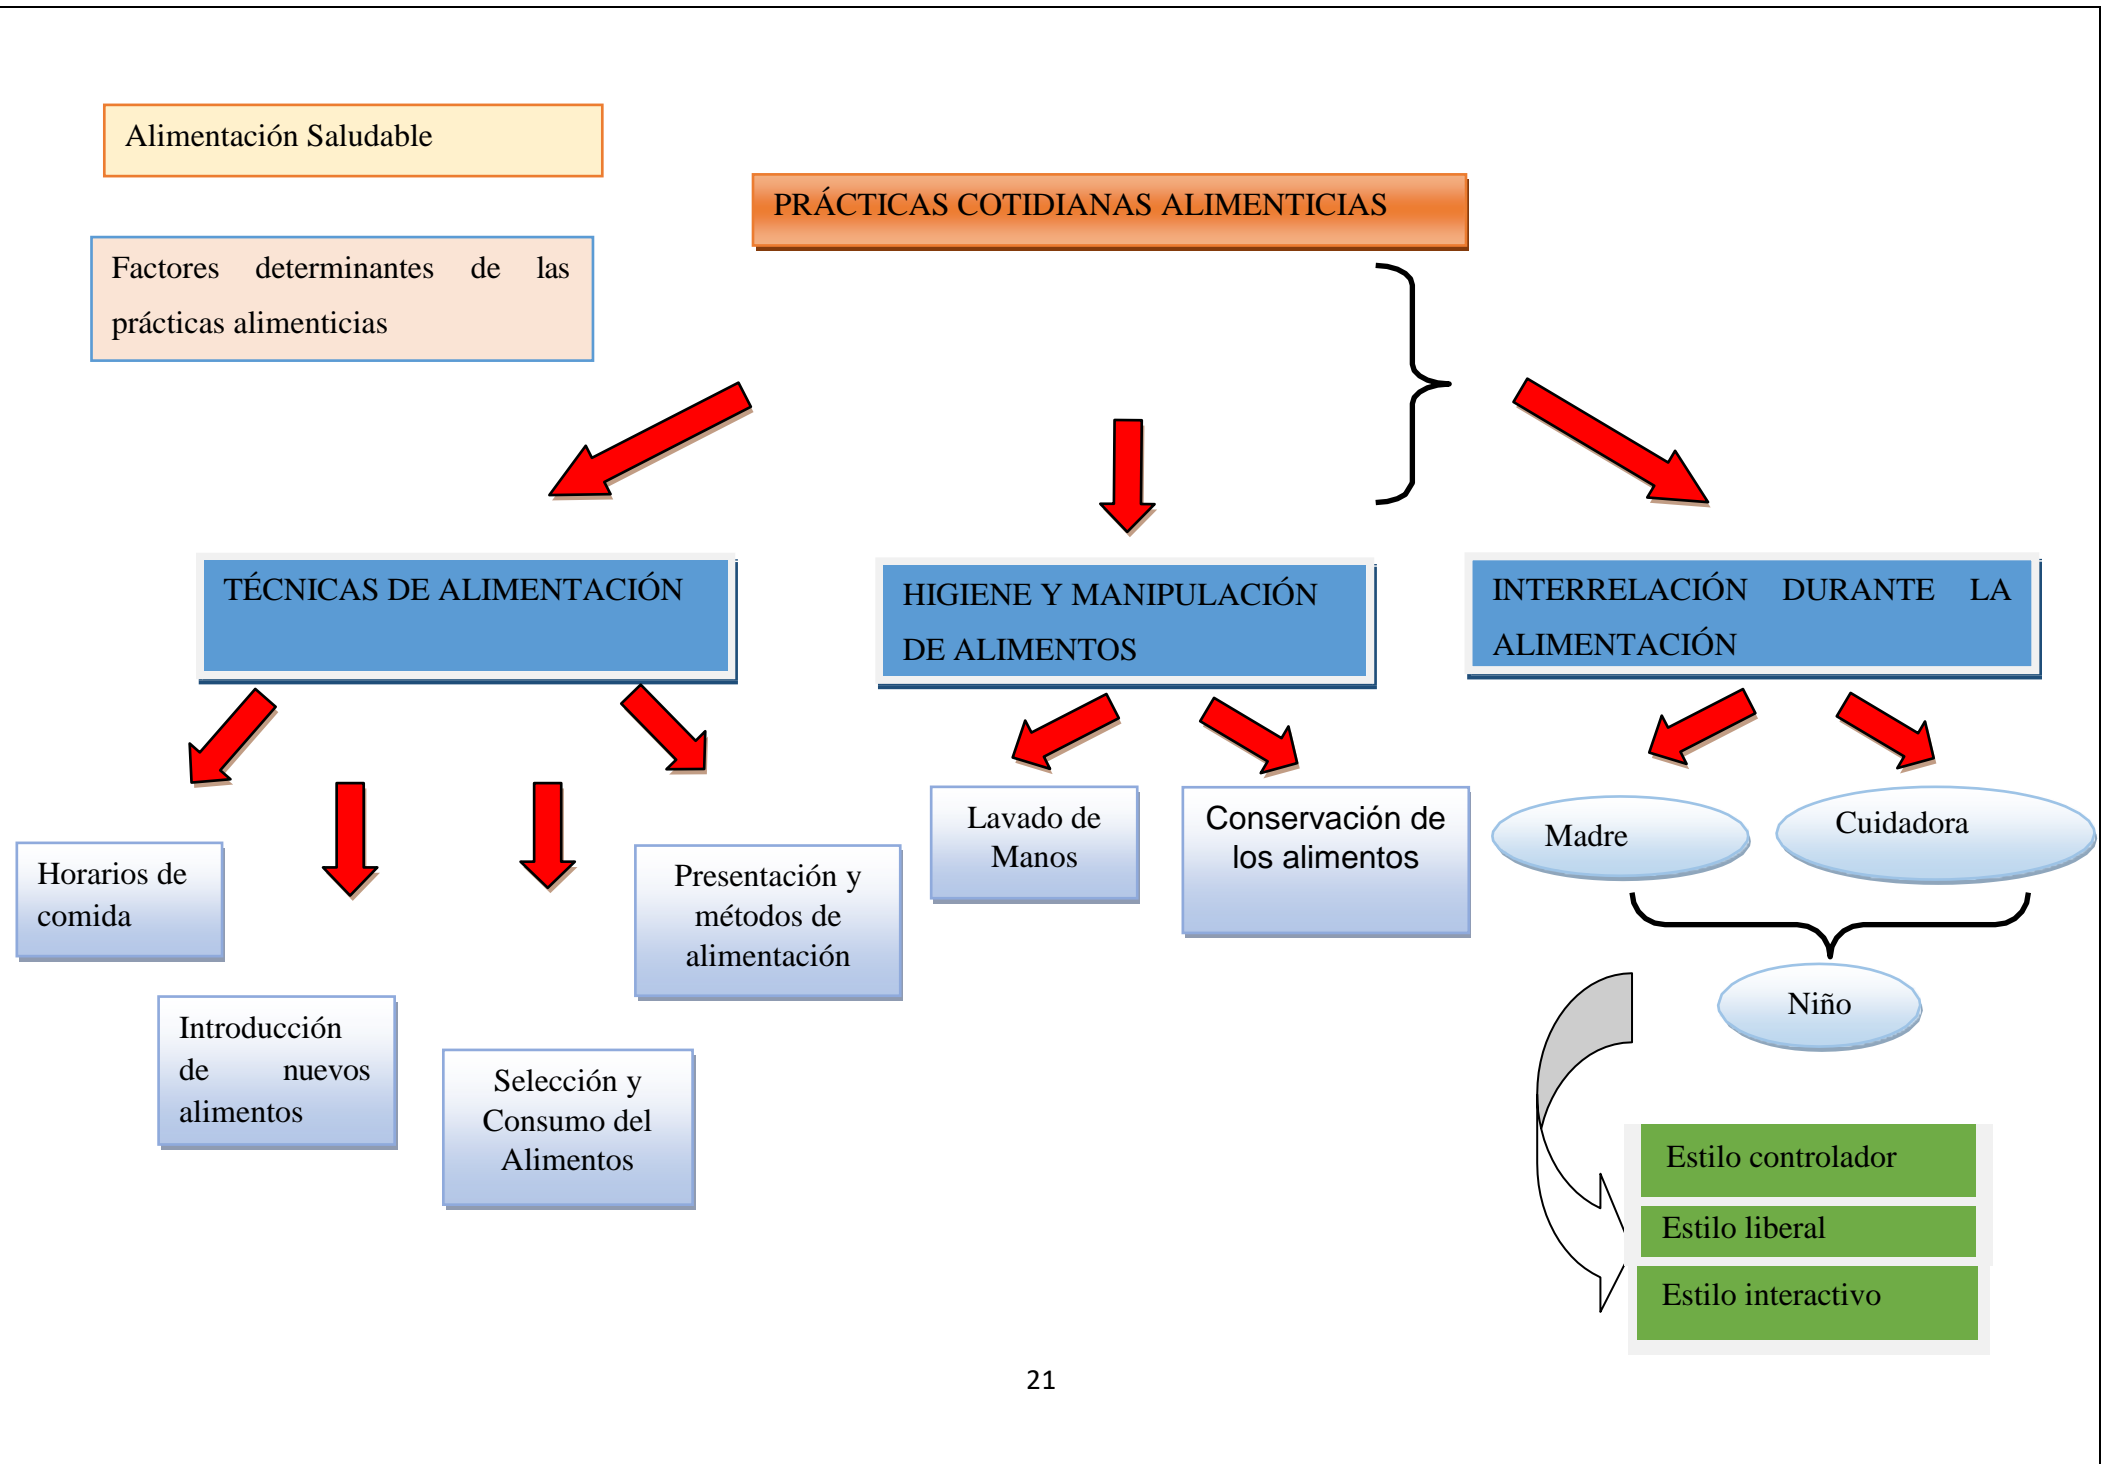 Alimentación Saludable
PRÁCTICAS COTIDIANAS ALIMENTICIAS
Factores determinantes de las
prácticas alimenticias
TÉCNICAS DE ALIMENTACIÓN
HIGIENE Y MANIPULACIÓN
DE ALIMENTOS
INTERRELACIÓN DURANTE LA
ALIMENTACIÓN
Horarios de
comida
Introducción
de nuevos
alimentos
Selección y
Consumo del
Alimentos
Presentación y
métodos de
alimentación
Lavado de
Manos
Conservación de
los alimentos
Madre
Cuidadora
Niño
Estilo controlador
Estilo liberal
Estilo interactivo
21